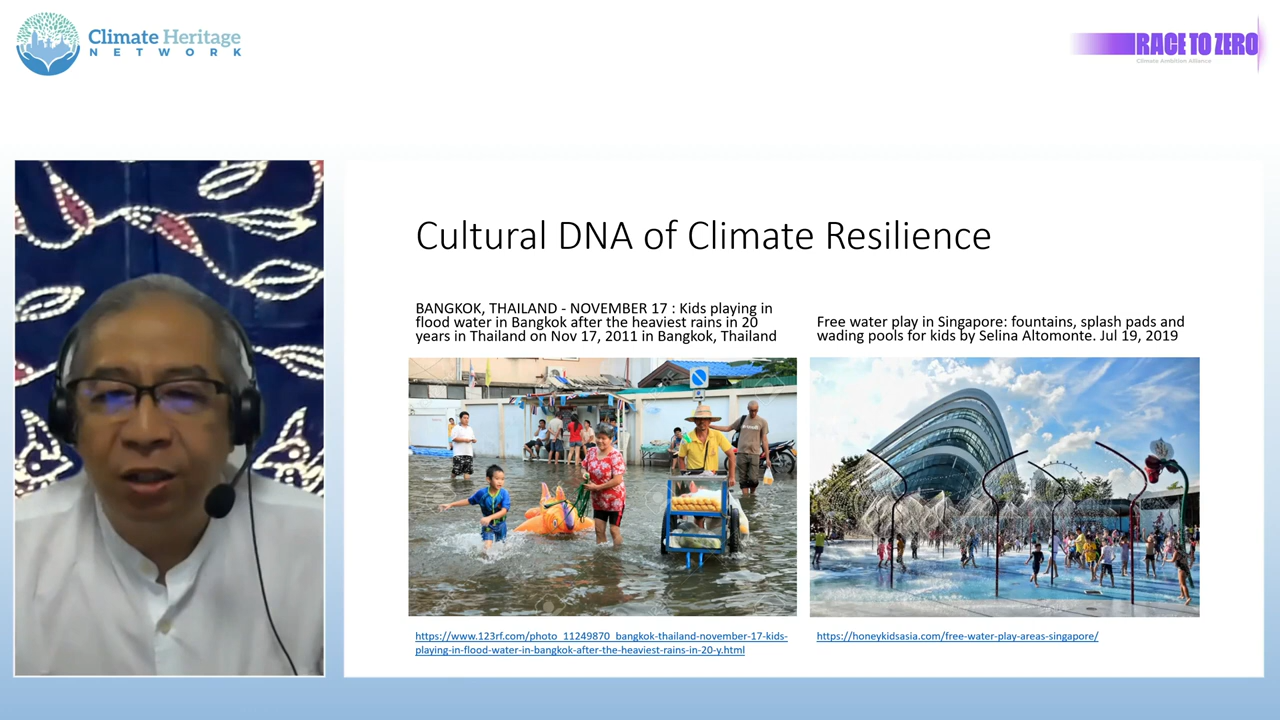 Climate Heritage
NETWORK
RACE TO ZERO
Climate Ambition Alliance
Cultural DNA of Climate Resilience
BANGKOK, THAILAND - NOVEMBER 17 : Kids playing in
flood water in Bangkok after the heaviest rains in 20
years in Thailand on Nov 17, 2011 in Bangkok, Thailand
Free water play in Singapore: fountains, splash pads and
wading pools for kids by Selina Altomonte. Jul 19, 2019
https://www.123rf.com/photo_11249870_bangkok-thailand-november-17-kids-
playing-in-flood-water-in-bangkok-after-the-heaviest-rains-in-20-y.html
https://honeykidsasia.com/free-water-play-areas-singapore/